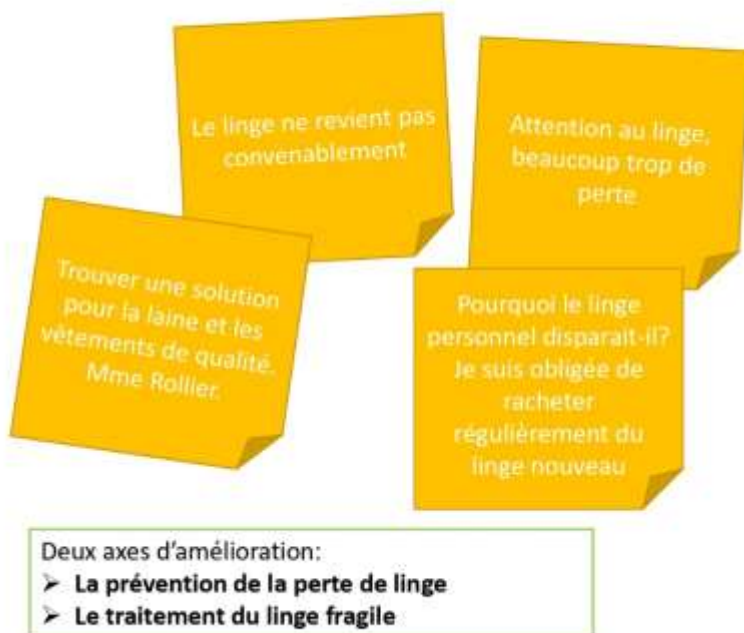 Le linge ne revient pas
convenablement
Attention au linge,
beaucoup trop de
perte
Trouver une solution
pour la laine et les
vêtements de qualité.
Mme Rollier.
Pourquoi le linge
personnel disparait-il?
Je suis obligée de
racheter
régulièrement du
linge nouveau
Deux axes d'amélioration:
➢ La prévention de la perte de linge
➢ Le traitement du linge fragile